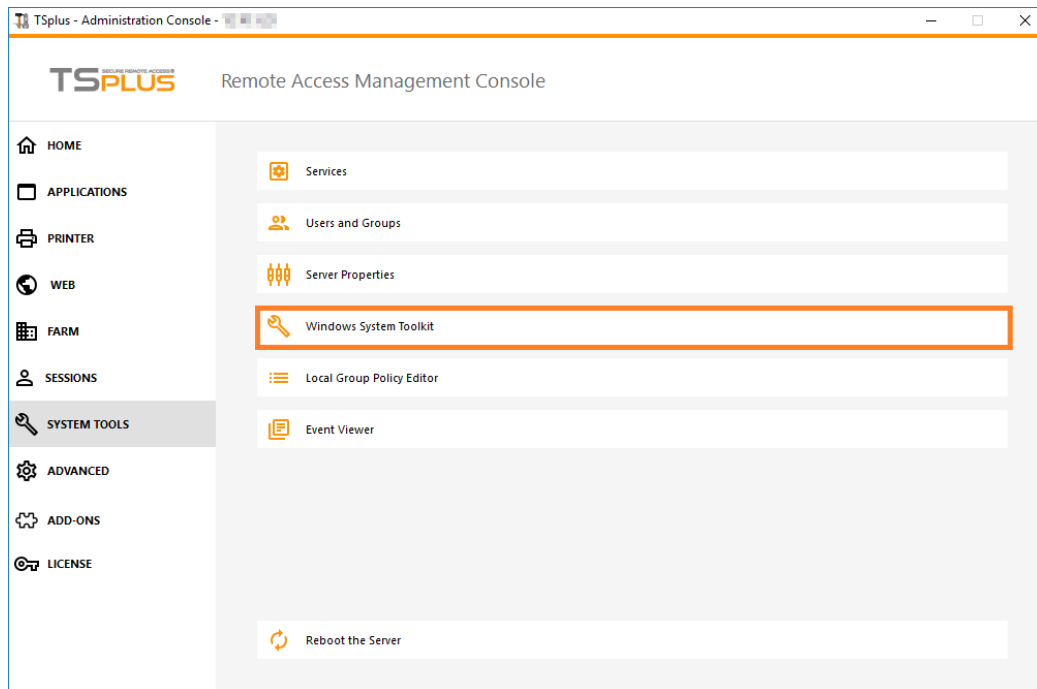 TSplus - Administration Console -
SECURE REMOTE ACCESS
TSPLUS
Remote Access Management Console
HOME
APPLICATIONS
PRINTER
WEB
FARM
SESSIONS
SYSTEM TOOLS
ADVANCED
ADD-ONS
LICENSE
Services
Users and Groups
Server Properties
Windows System Toolkit
Local Group Policy Editor
Event Viewer
Reboot the Server